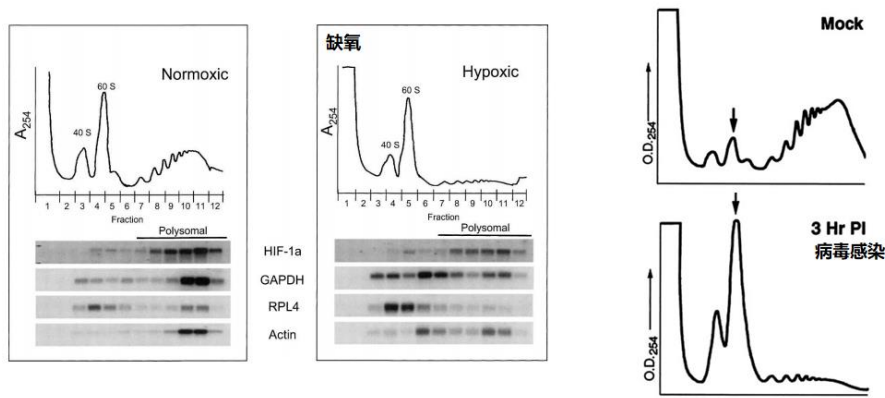 Normoxic
A254
40 S
60 S
1 2 3 4 5 6 7 8 9 10 11 12
Fraction
Polysomal
缺氧
Hypoxic
A254
40 S
60 S
1 2 3 4 5 6 7 8 9 10 11 12
Fraction
Polysomal
HIF-1a
GAPDH
RPL4
Actin
Mock
O.D.254
3 Hr PI
病毒感染
O.D.254